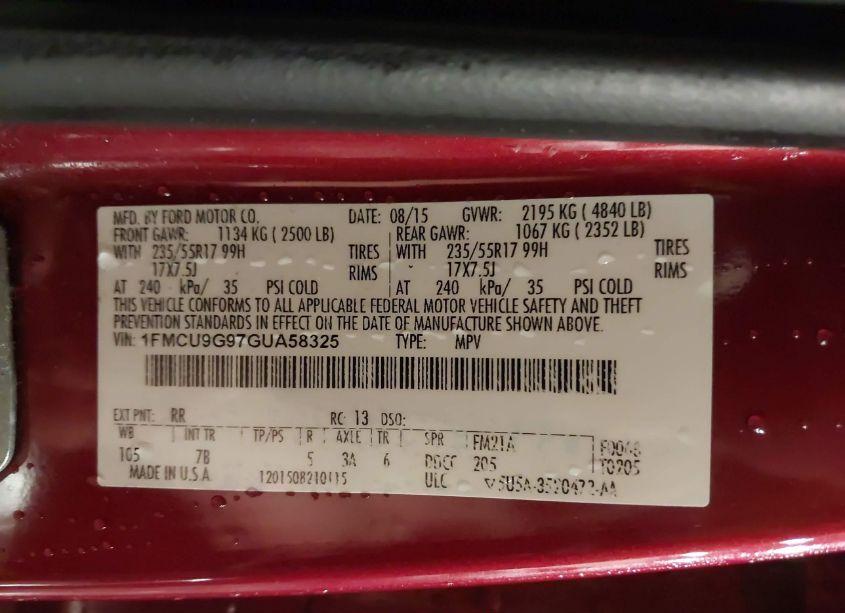 MFD. BY FORD MOTOR CO. DATE: 08/15 GVWR: 2195 KG ( 4840 LB)
FRONT GAWR: 1134 KG ( 2500 LB) REAR GAWR: 1067 KG ( 2352 LB)
WITH 235/55R17 99H TIRES WITH 235/55R17 99H TIRES
17X7.5J RIMS 17X7.5J RIMS
AT 240 kPa/ 35 PSI COLD AT 240 kPa/ 35 PSI COLD
THIS VEHICLE CONFORMS TO ALL APPLICABLE FEDERAL MOTOR VEHICLE SAFETY AND THEFT
PREVENTION STANDARDS IN EFFECT ON THE DATE OF MANUFACTURE SHOWN ABOVE.
VIN: 1FMCU9G97GUA58325 TYPE: MPV
EXT PNT: RR RC: 13 DSO:
WB INT TR TP/PS R AXLE TR SPR FM21A
105 7B 5 3A 6 205
MADE IN U.S.A. ULC